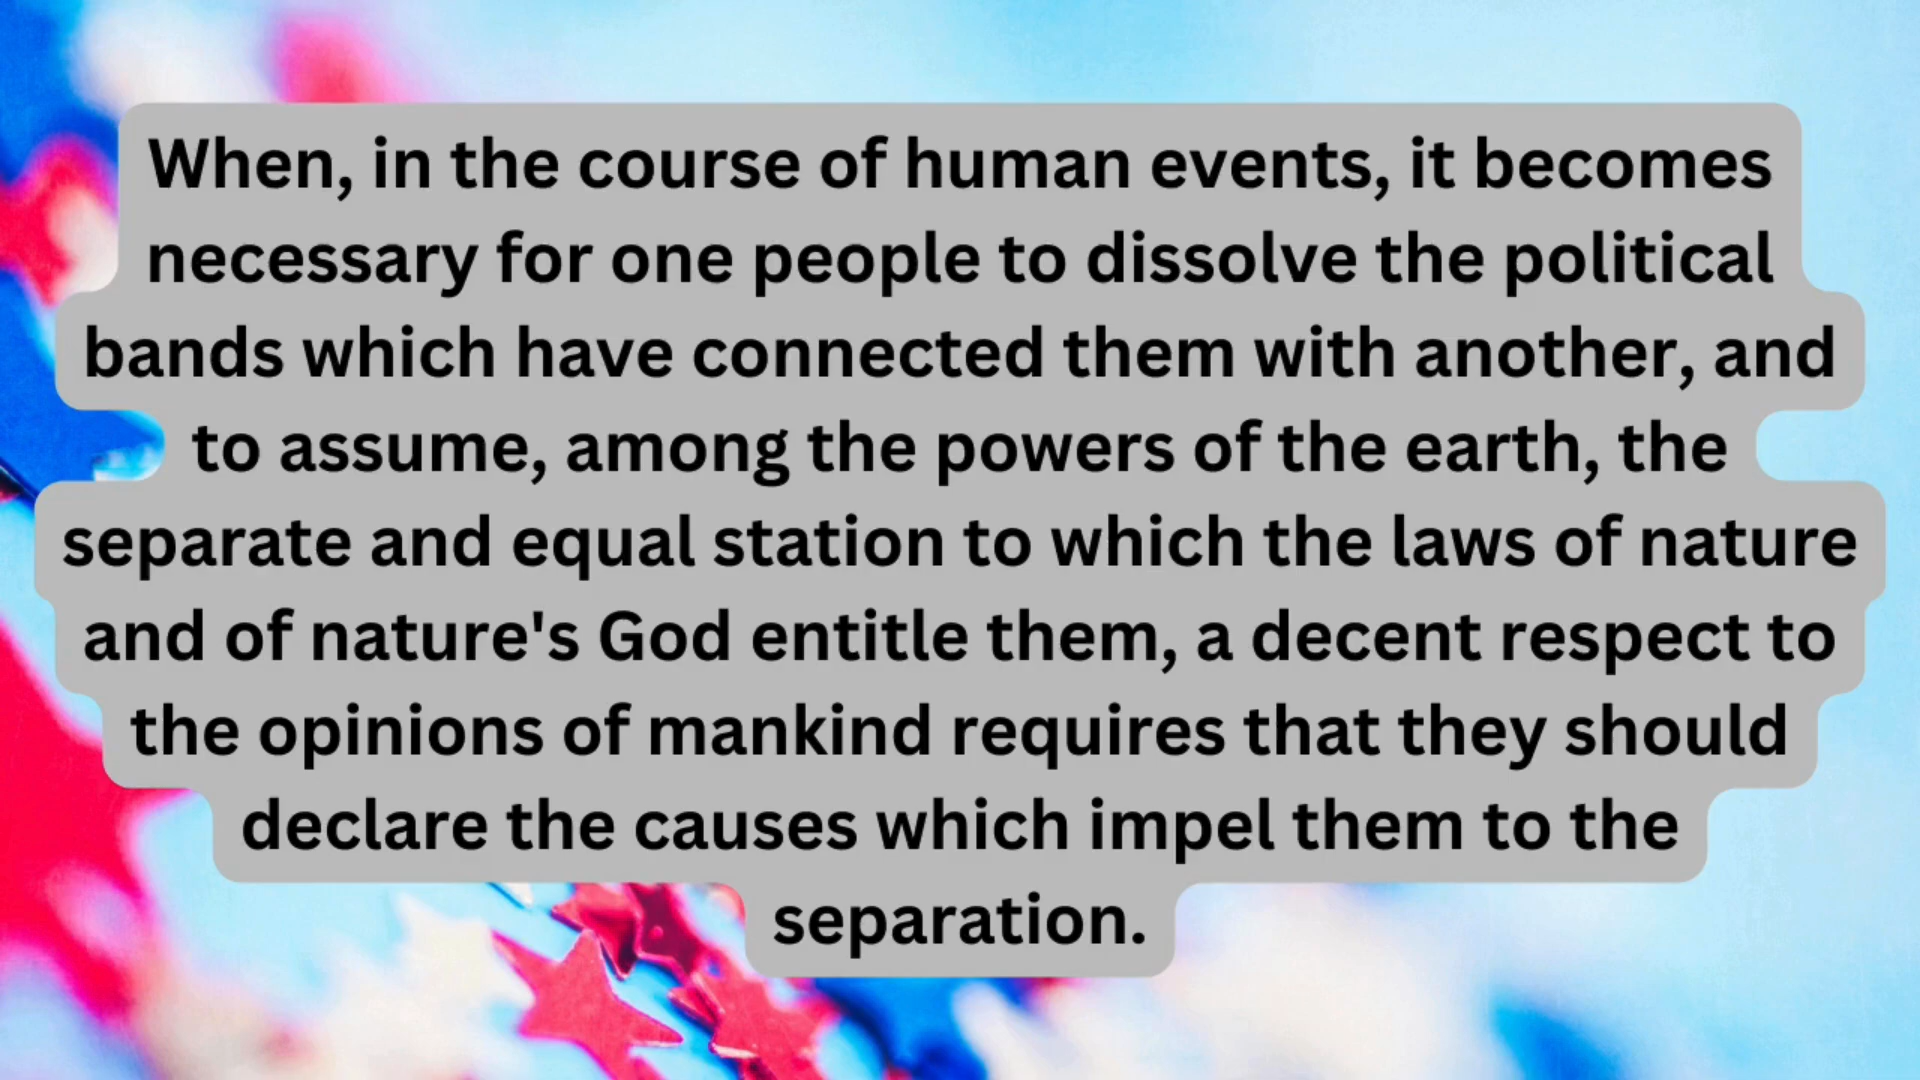 When, in the course of human events, it becomes
necessary for one people to dissolve the political
bands which have connected them with another, and
to assume, among the powers of the earth, the
separate and equal station to which the laws of nature
and of nature's God entitle them, a decent respect to
the opinions of mankind requires that they should
declare the causes which impel them to the
separation.